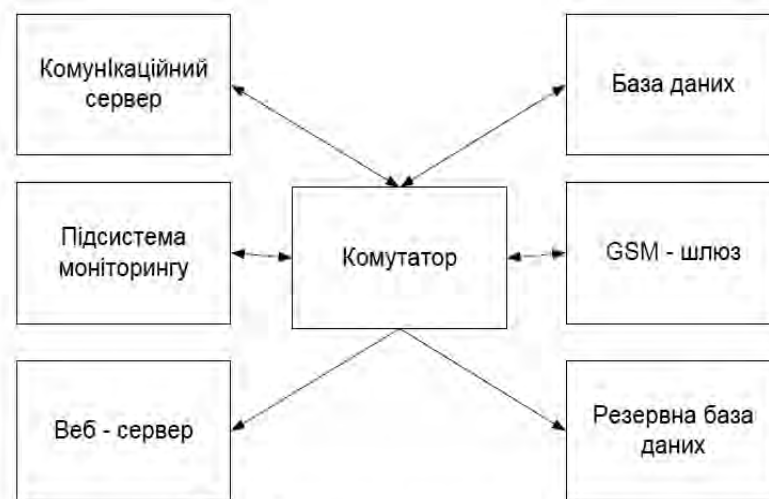 Комунікаційний
сервер
База даних
Підсистема
моніторингу
Комутатор
GSM - шлюз
Веб - сервер
Резервна база
даних